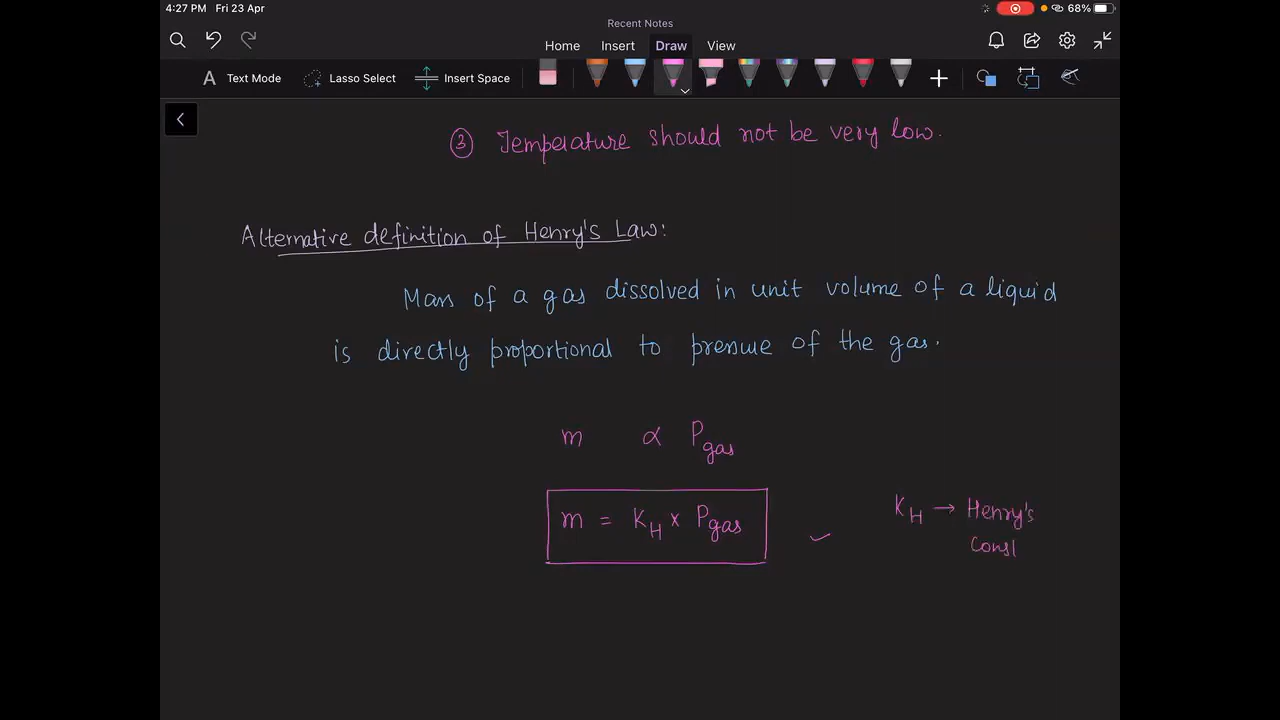 4:27 PM Fri 23 Apr
68%
Recent Notes
Home Insert Draw View
A Text Mode Lasso Select Insert Space
③ Temperature should not be very low.
Alternative definition of Henry's Law:
Mass of a gas dissolved in unit volume of a liquid
is directly proportional to pressure of the gas.
m ∝ Pgas
m = KH × Pgas
KH → Henry's
Const